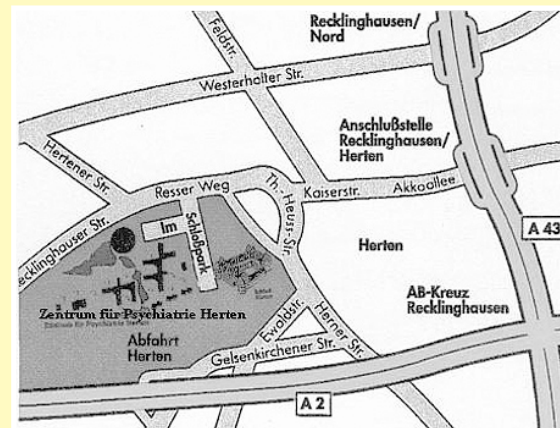 Recklinghausen/
Nord
Feldstr.
Westerholter Str.
Anschlußstelle
Recklinghausen/
Herten
Hertener Str.
Resser Weg
Th.-Heuss-Str.
Kaiserstr.
Akkoallee
Recklinghauser Str.
Im
Schloßpark
Herten
A 43
AB-Kreuz
Recklinghausen
Zentrum für Psychiatrie Herten
Abfahrt
Herten
Ewaldstr.
Herner Str.
Gelsenkirchener Str.
A 2